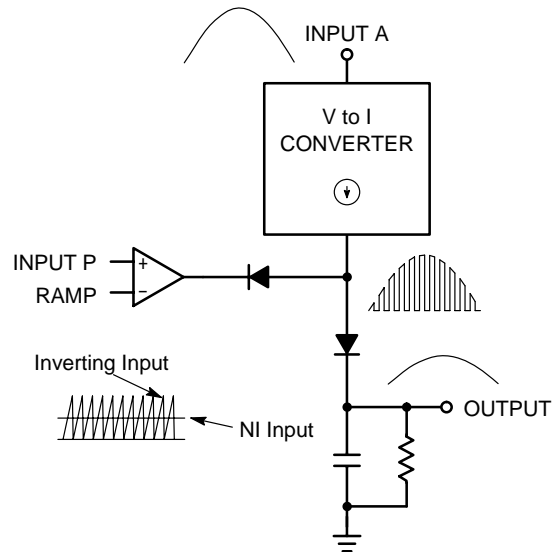 INPUT A
V to I
CONVERTER
INPUT P
+
RAMP
−
Inverting Input
NI Input
OUTPUT